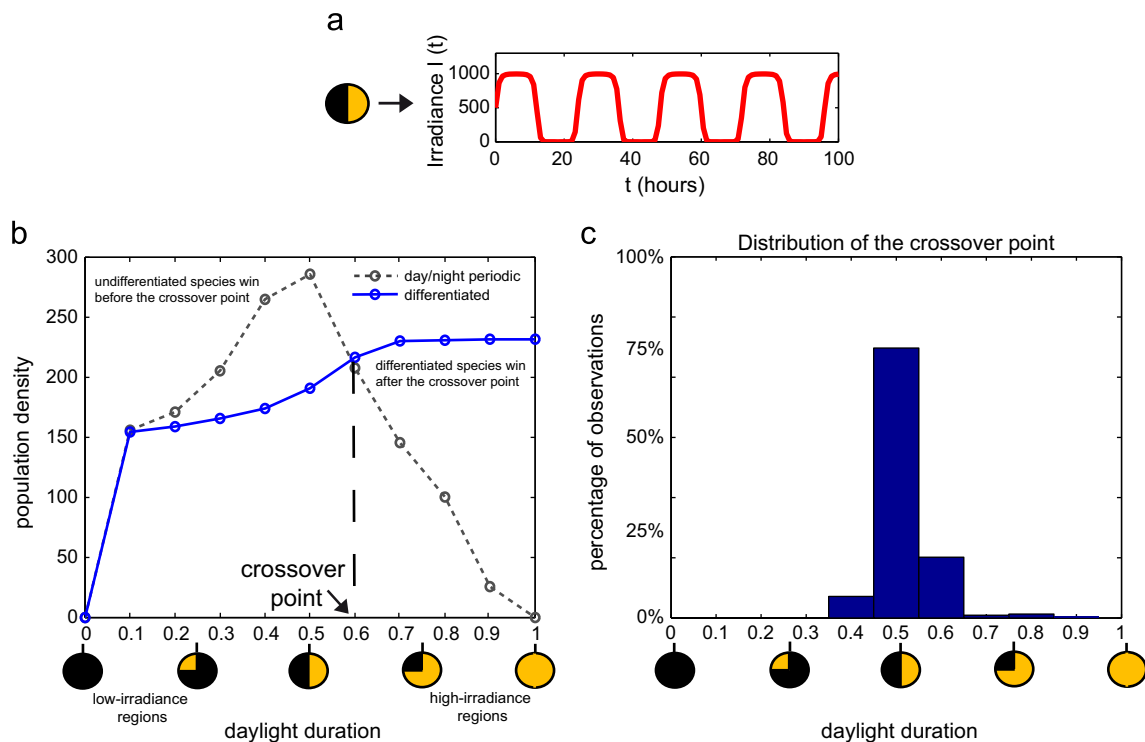 a
Irradiance I (t)
1000
500
0
0 20 40 60 80 100
t (hours)
b
300
250
200
150
100
50
0
population density
undifferentiated species win
before the crossover point
day/night periodic
differentiated
differentiated species win
after the crossover point
crossover
point
0 0.1 0.2 0.3 0.4 0.5 0.6 0.7 0.8 0.9 1
low-irradiance
regions
high-irradiance
regions
daylight duration
c
Distribution of the crossover point
100%
75%
50%
25%
0%
percentage of observations
0 0.1 0.2 0.3 0.4 0.5 0.6 0.7 0.8 0.9 1
daylight duration